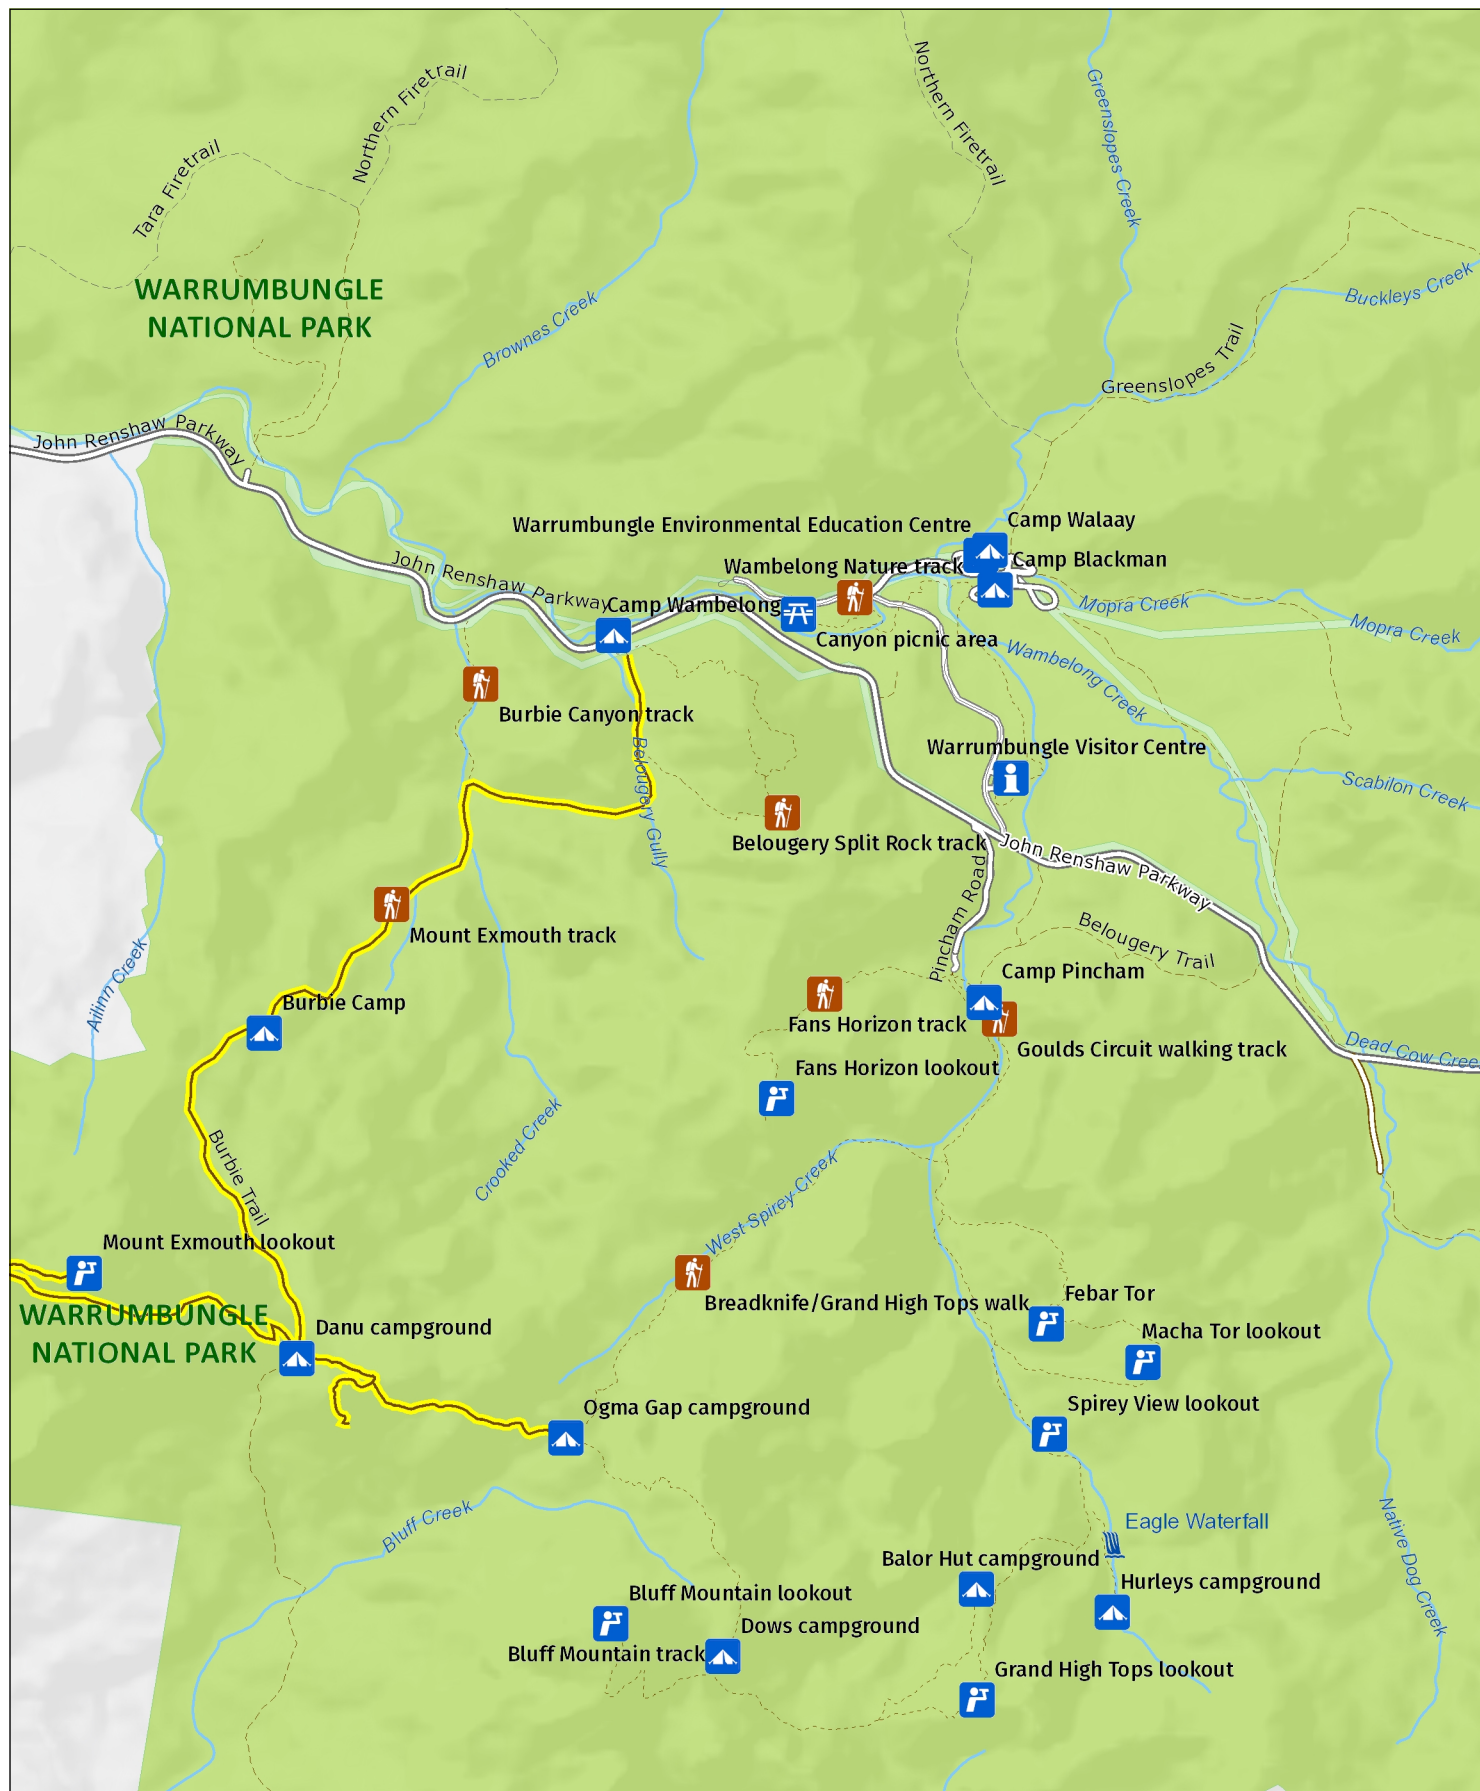 Northern Firetrail
Northern Firetrail
Greenslopes Creek
Tara Firetrail
WARRUMBUNGLE
NATIONAL PARK
Brownes Creek
Buckleys Creek
Greenslopes Trail
John Renshaw Parkway
Warrumbungle Environmental Education Centre
Camp Walaay
John Renshaw Parkway
Wambelong Nature track
Camp Blackman
Camp Wambelong
Mopra Creek
Mopra Creek
Canyon picnic area
Wambelong Creek
Burbie Canyon track
Belougery Gully
Warrumbungle Visitor Centre
Scabilon Creek
Belougery Split Rock track
John Renshaw Parkway
Pincham Road
Mount Exmouth track
Belougery Trail
Ailinn Creek
Burbie Camp
Camp Pincham
Fans Horizon track
Goulds Circuit walking track
Dead Cow Cree
Fans Horizon lookout
Crooked Creek
Burbie Trail
West Spirey Creek
Mount Exmouth lookout
WARRUMBUNGLE
NATIONAL PARK
Breadknife/Grand High Tops walk
Febar Tor
Danu campground
Macha Tor lookout
Ogma Gap campground
Spirey View lookout
Bluff Creek
Eagle Waterfall
Native Dog Creek
Balor Hut campground
Hurleys campground
Bluff Mountain lookout
Dows campground
Bluff Mountain track
Grand High Tops lookout